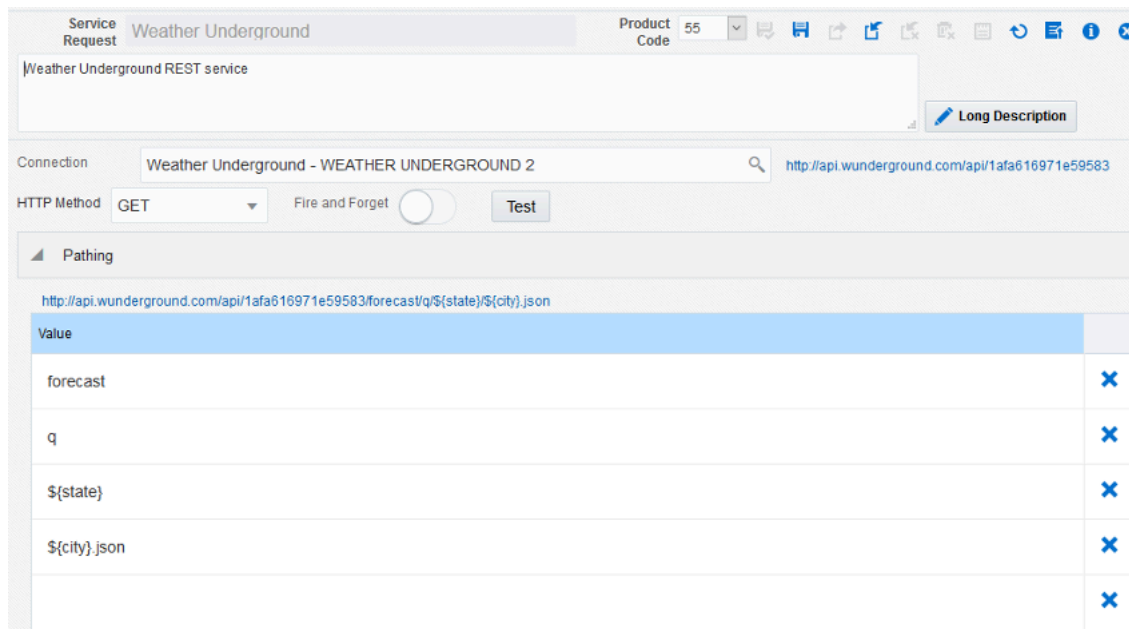 Service Request Weather Underground Product Code 55
Weather Underground REST service
Long Description
Connection Weather Underground - WEATHER UNDERGROUND 2 http://api.wunderground.com/api/1afa616971e59583
HTTP Method GET Fire and Forget Test
Pathing
http://api.wunderground.com/api/1afa616971e59583/forecast/q/${state}/${city}.json
Value
forecast
q
${state}
${city}.json